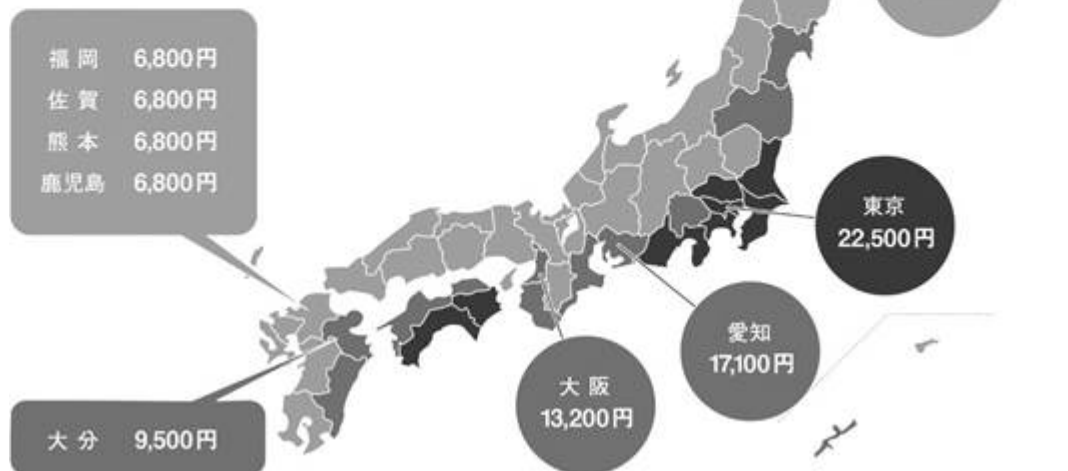 福岡 6,800円
佐賀 6,800円
熊本 6,800円
鹿児島 6,800円
東京
22,500円
愛知
17,100円
大阪
13,200円
大分 9,500円